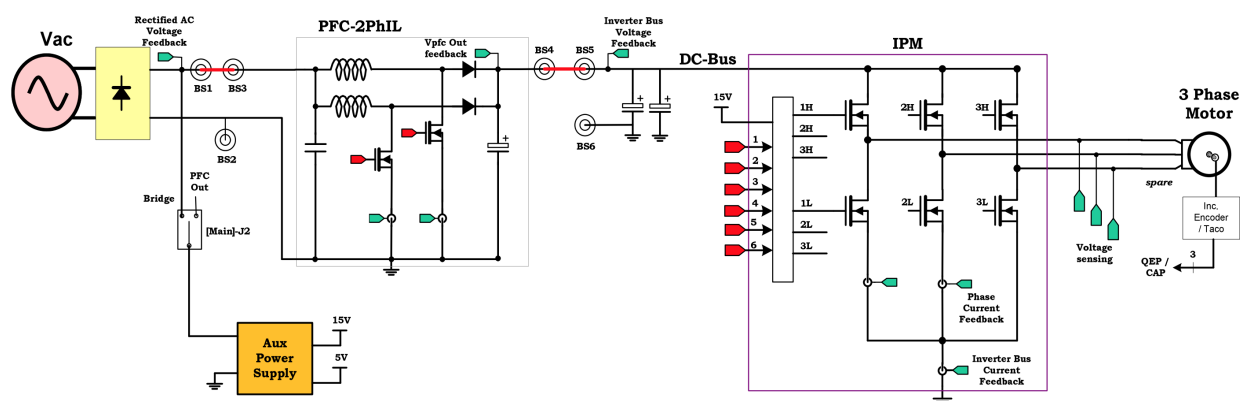 Vac
Rectified AC
Voltage
Feedback
BS1
BS3
BS2
PFC
Out
Bridge
[Main]-J2
PFC-2PhIL
Vpfc Out
feedback
BS4
BS5
BS6
Inverter Bus
Voltage
Feedback
DC-Bus
Aux
Power
Supply
15V
5V
IPM
15V
1
2
3
4
5
6
1H
2H
3H
1L
2L
3L
2H
3H
2L
3L
Phase
Current
Feedback
Inverter Bus
Current
Feedback
3 Phase
Motor
spare
Voltage
sensing
Inc.
Encoder
/ Taco
QEP /
CAP
3